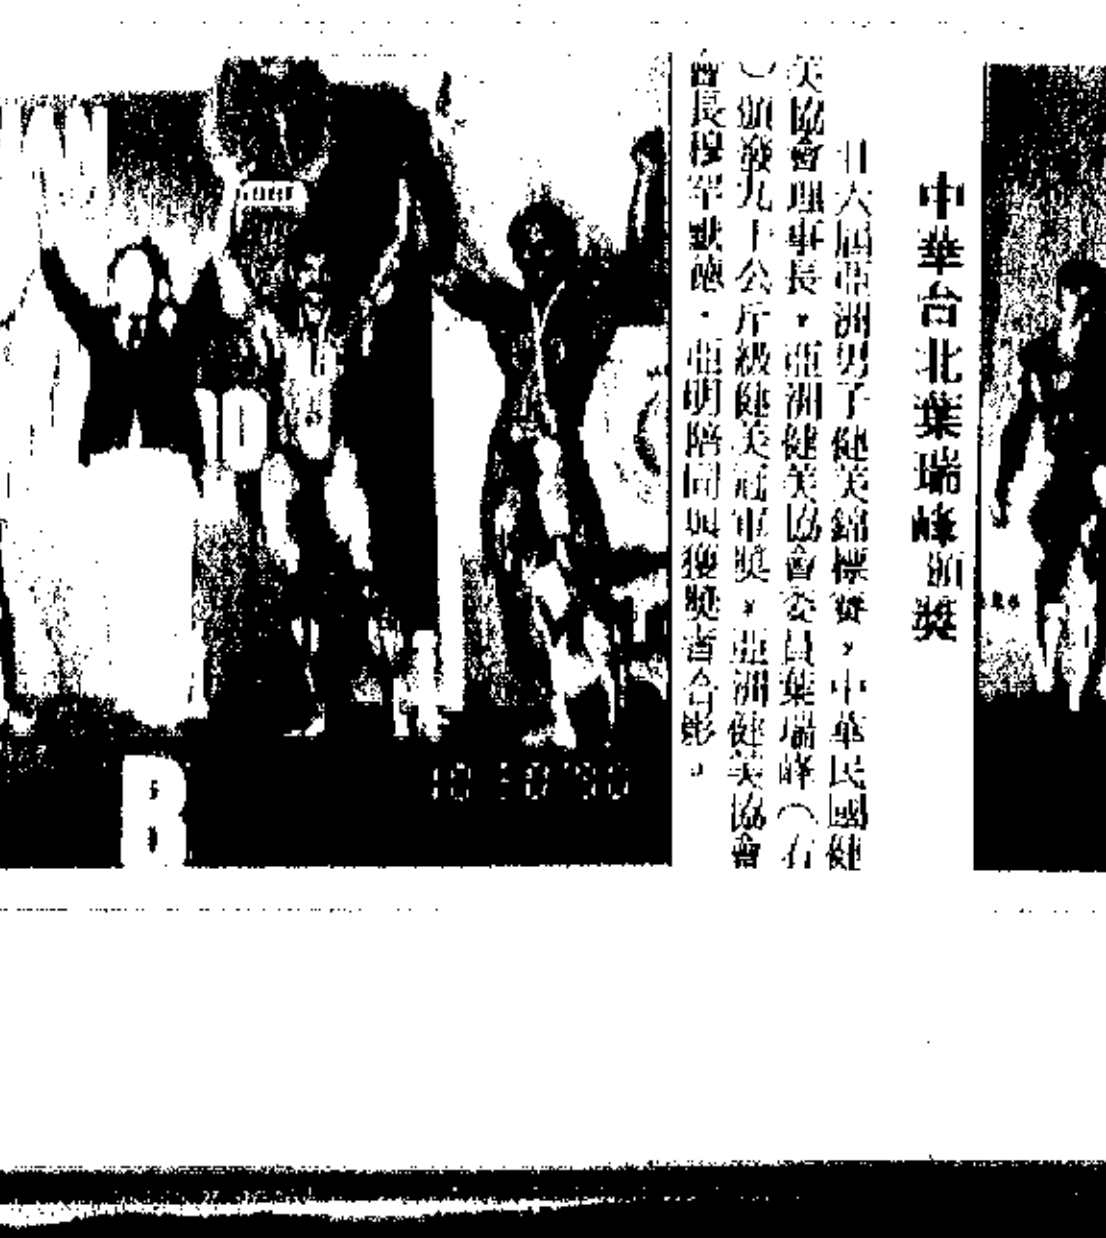 中華台北葉瑞峰頒獎
廿六屆亞洲男子健美錦標賽，中華民國健
美協會理事長，亞洲健美協會委員葉瑞峰（右
）頒發九十公斤級健美冠軍獎，亞洲健美協會
會長穆罕默德・亞明陪同與獲獎者合影。
10 30 '90